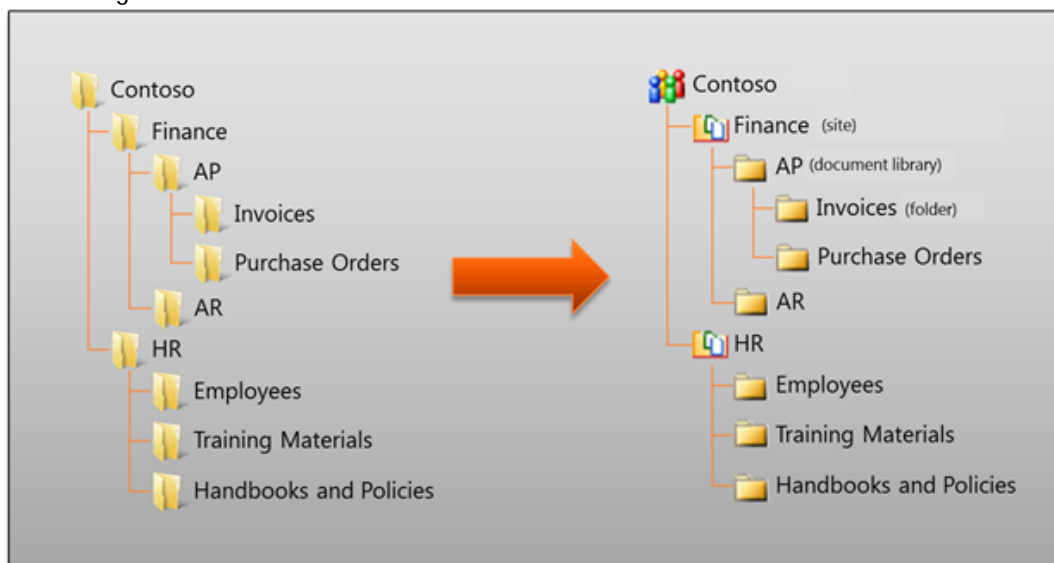 Contoso
Finance
AP
Invoices
Purchase Orders
AR
HR
Employees
Training Materials
Handbooks and Policies
Contoso
Finance (site)
AP (document library)
Invoices (folder)
Purchase Orders
AR
HR
Employees
Training Materials
Handbooks and Policies